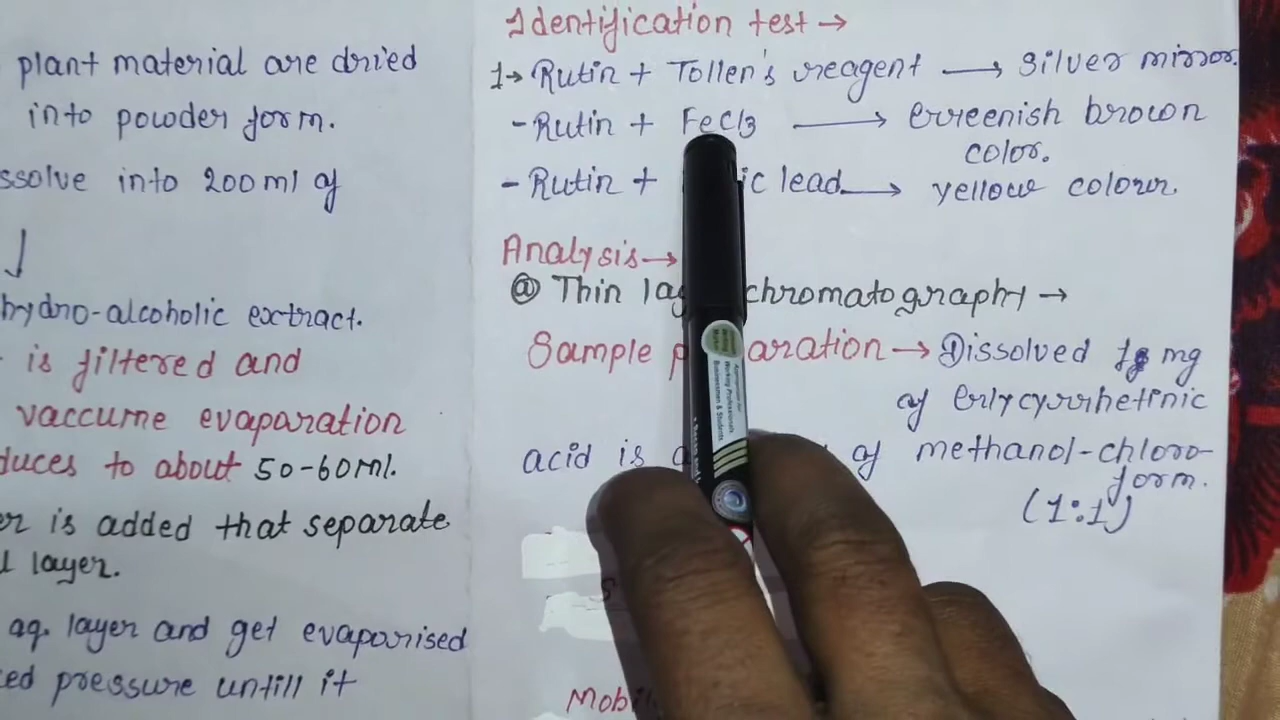 plant material are dried
into powder form.
ssolve into 200ml of
hydro-alcoholic extract.
is filtered and
vaccume evaparation
duces to about 50-60ml.
er is added that separate
layer.
aq. layer and get evaporised
ced pressure untill it
Identification test →
1→ Rutin + Tollen's reagent → Silver mirror.
- Rutin + FeCl3 → Greenish brown
color.
- Rutin + ic lead → yellow colour.
Analysis →
@ Thin lay chromatography →
Sample p aration → Dissolved mg
of Glycyrrhetinic
acid is of methanol-chloro-
form.
(1:1)
Mobi